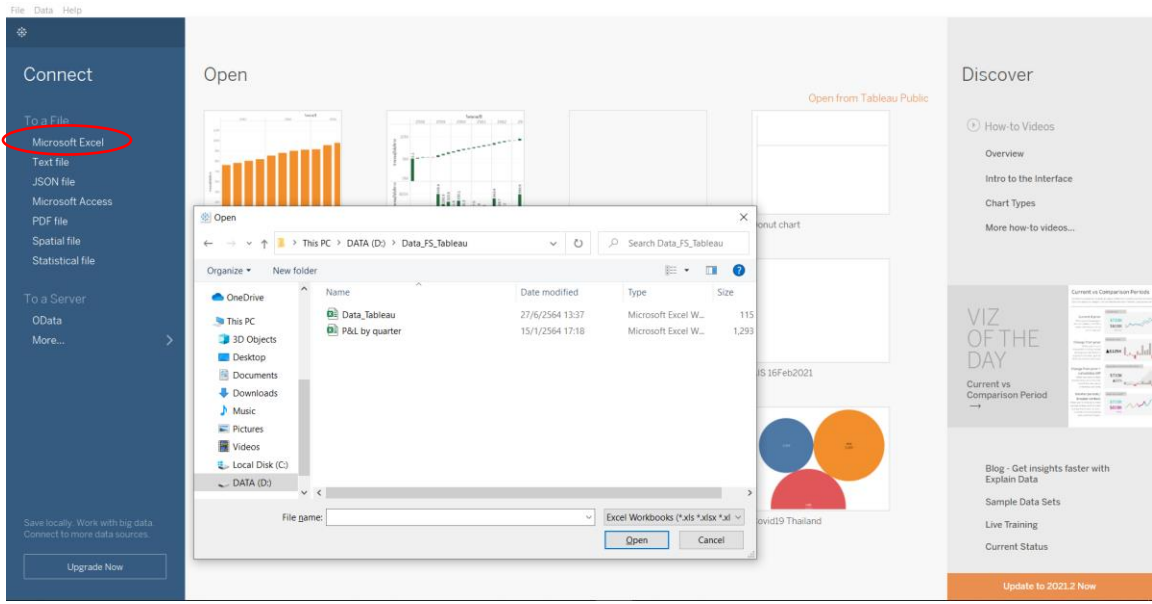 File Data Help
Connect
To a File
Microsoft Excel
Text file
JSON file
Microsoft Access
PDF file
Spatial file
Statistical file
To a Server
OData
More...
Save locally. Work with big data.
Connect to more data sources.
Upgrade Now
Open
Open from Tableau Public
onut chart
IS 16Feb2021
ovid19 Thailand
Open
This PC > DATA (D:) > Data_FS_Tableau
Search Data_FS_Tableau
Organize
New folder
Name Date modified Type Size
Data_Tableau 27/6/2564 13:37 Microsoft Excel W... 115
P&L by quarter 15/1/2564 17:18 Microsoft Excel W... 1,293
OneDrive
This PC
3D Objects
Desktop
Documents
Downloads
Music
Pictures
Videos
Local Disk (C:)
DATA (D:)
File name:
Excel Workbooks (*.xls *.xlsx *.xl
Open
Cancel
Discover
How-to Videos
Overview
Intro to the Interface
Chart Types
More how-to videos...
VIZ
OF THE
DAY
Current vs
Comparison Period
→
Current vs Comparison Periods
Blog - Get insights faster with
Explain Data
Sample Data Sets
Live Training
Current Status
Update to 2021.2 Now